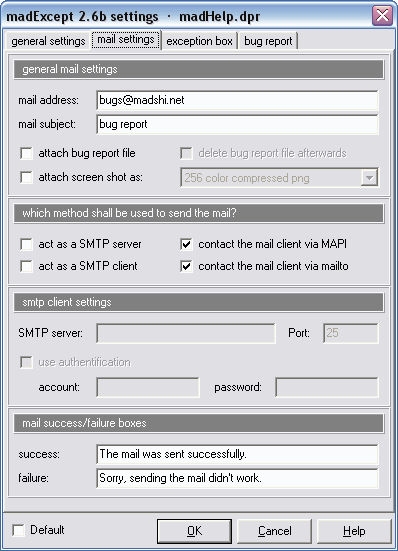 madExcept 2.6b settings · madHelp.dpr
general settings mail settings exception box bug report
general mail settings
mail address: bugs@madshi.net
mail subject: bug report
attach bug report file delete bug report file afterwards
attach screen shot as: 256 color compressed png
which method shall be used to send the mail?
act as a SMTP server contact the mail client via MAPI
act as a SMTP client contact the mail client via mailto
smtp client settings
SMTP server: Port: 25
use authentification
account: password:
mail success/failure boxes
success: The mail was sent successfully.
failure: Sorry, sending the mail didn't work.
Default OK Cancel Help